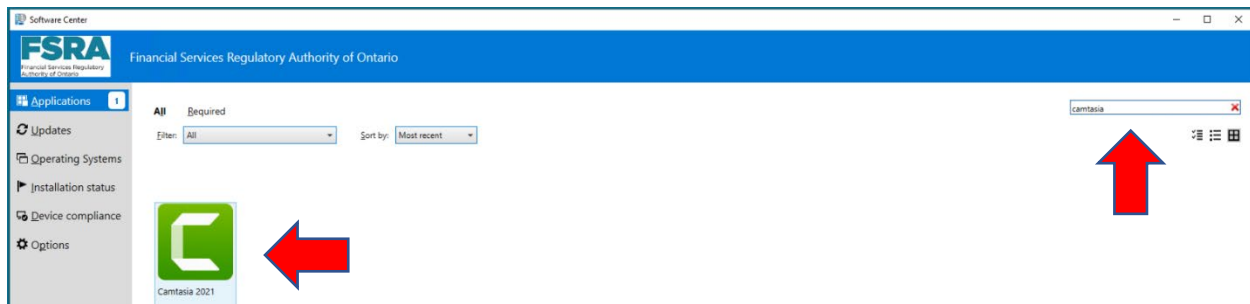 Software Center
FSRA
Financial Services Regulatory
Authority of Ontario
Financial Services Regulatory Authority of Ontario
Applications 1
Updates
Operating Systems
Installation status
Device compliance
Options
All Required
camtasia
Filter: All Sort by: Most recent
Camtasia 2021